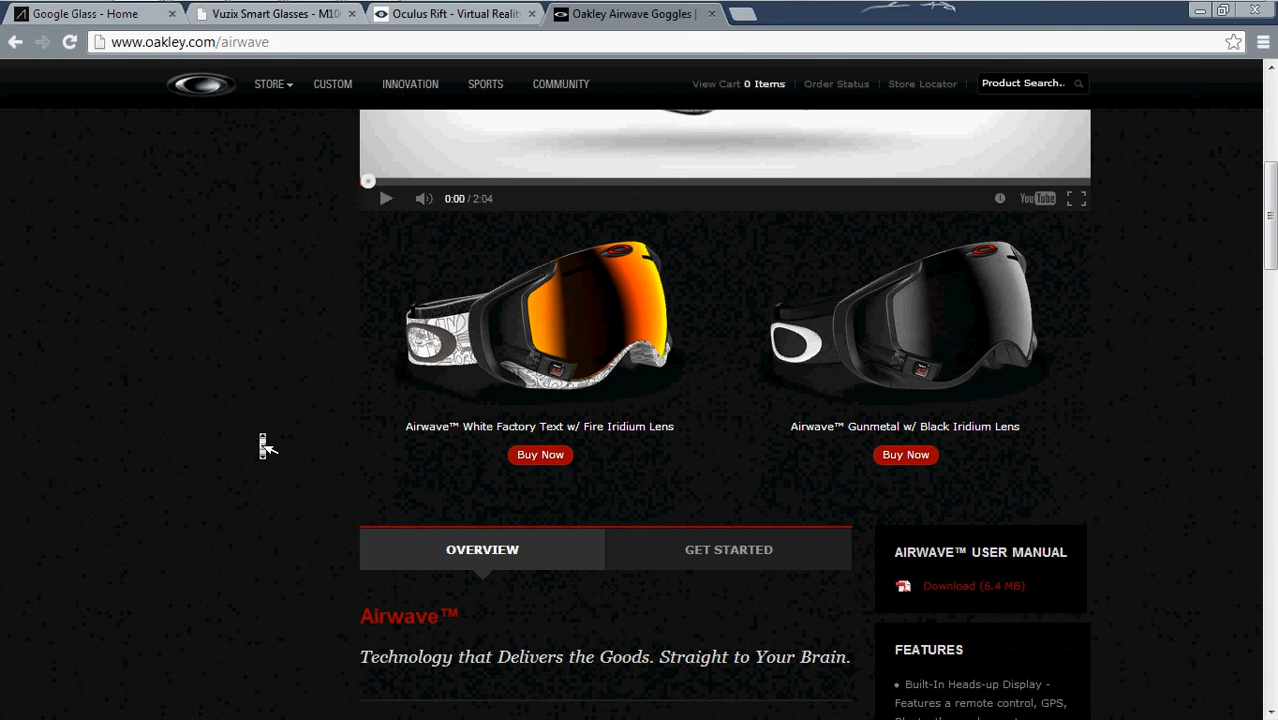 Google Glass - Home
Vuzix Smart Glasses - M10
Oculus Rift - Virtual Reality
Oakley Airwave Goggles |
www.oakley.com/airwave
STORE
CUSTOM
INNOVATION
SPORTS
COMMUNITY
View Cart 0 Items
Order Status
Store Locator
Product Search..
0:00 / 2:04
YouTube
Airwave™ White Factory Text w/ Fire Iridium Lens
Airwave™ Gunmetal w/ Black Iridium Lens
Buy Now
Buy Now
OVERVIEW
GET STARTED
AIRWAVE™ USER MANUAL
Download (6.4 MB)
Airwave™
Technology that Delivers the Goods. Straight to Your Brain.
FEATURES
Built-In Heads-up Display -
Features a remote control, GPS,